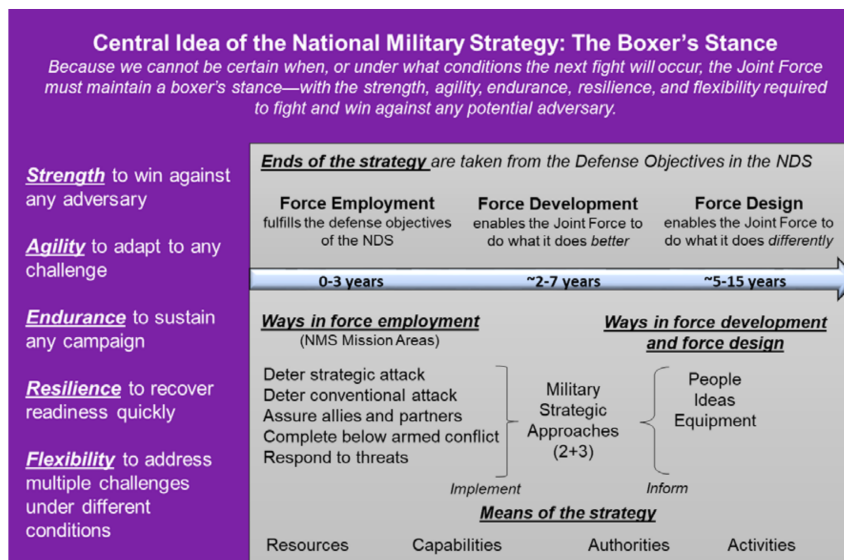 Central Idea of the National Military Strategy: The Boxer's Stance
Because we cannot be certain when, or under what conditions the next fight will occur, the Joint Force
must maintain a boxer's stance—with the strength, agility, endurance, resilience, and flexibility required
to fight and win against any potential adversary.
Strength to win against
any adversary
Agility to adapt to any
challenge
Endurance to sustain
any campaign
Resilience to recover
readiness quickly
Flexibility to address
multiple challenges
under different
conditions
Ends of the strategy are taken from the Defense Objectives in the NDS
Force Employment
fulfills the defense objectives
of the NDS
Force Development
enables the Joint Force to
do what it does better
Force Design
enables the Joint Force to
do what it does differently
0-3 years
~2-7 years
~5-15 years
Ways in force employment
(NMS Mission Areas)
Deter strategic attack
Deter conventional attack
Assure allies and partners
Complete below armed conflict
Respond to threats
Implement
Military
Strategic
Approaches
(2+3)
Ways in force development
and force design
People
Ideas
Equipment
Inform
Means of the strategy
Resources
Capabilities
Authorities
Activities